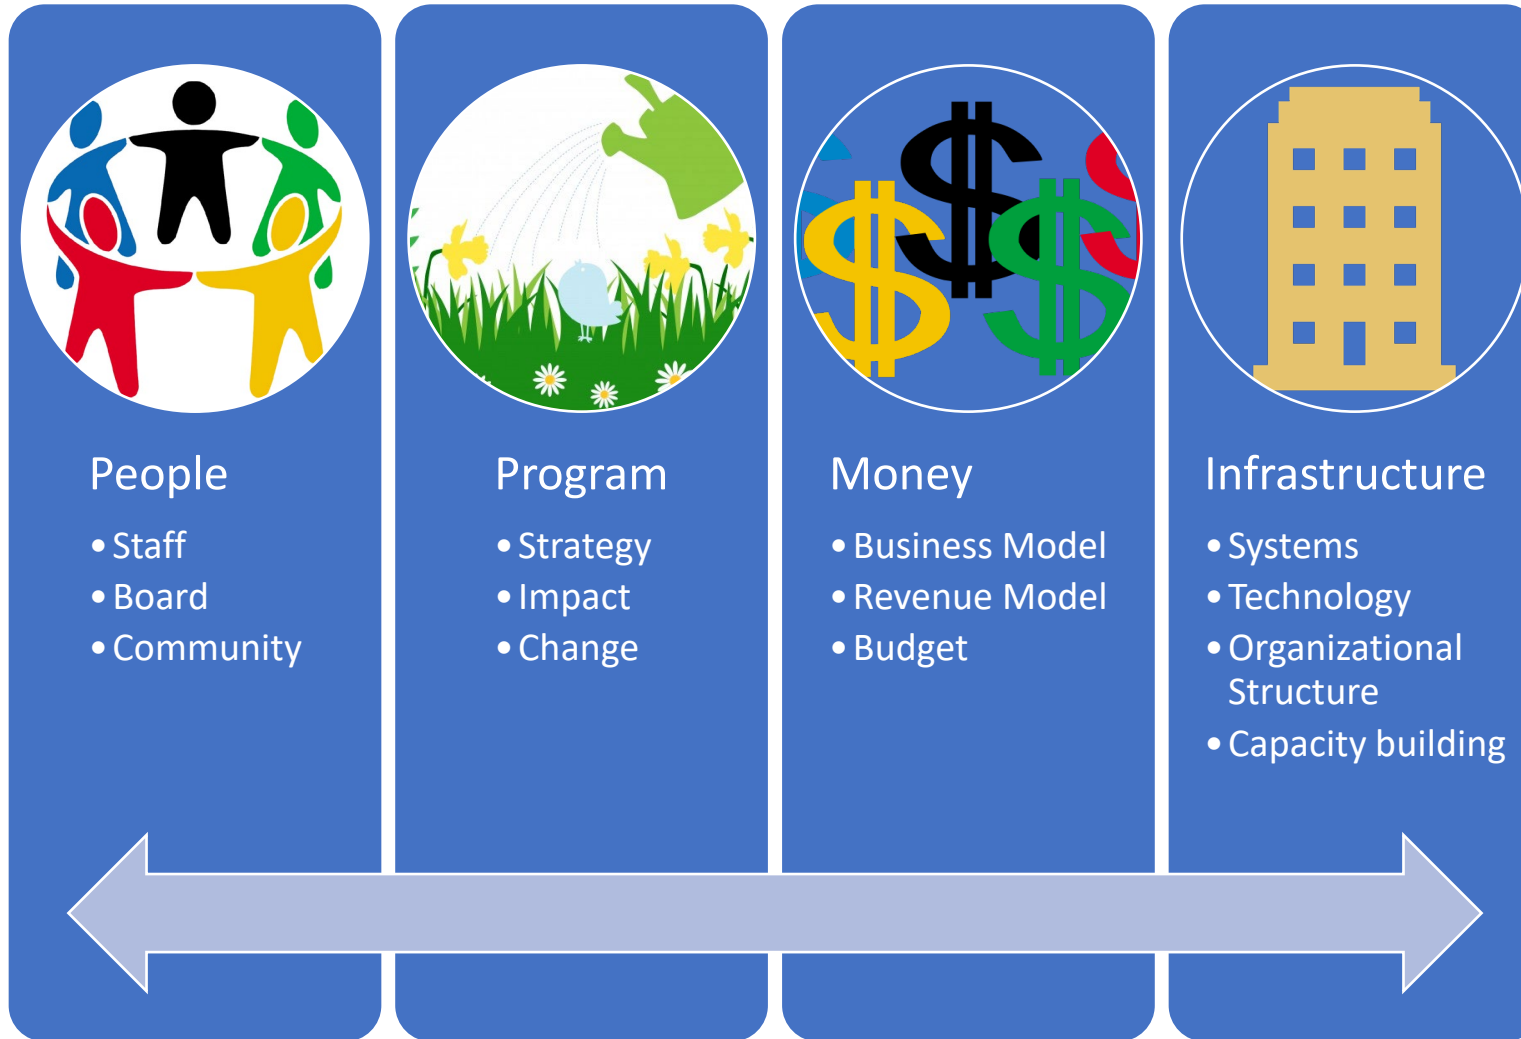 People
• Staff
• Board
• Community
Program
• Strategy
• Impact
• Change
Money
• Business Model
• Revenue Model
• Budget
Infrastructure
• Systems
• Technology
• Organizational
Structure
• Capacity building